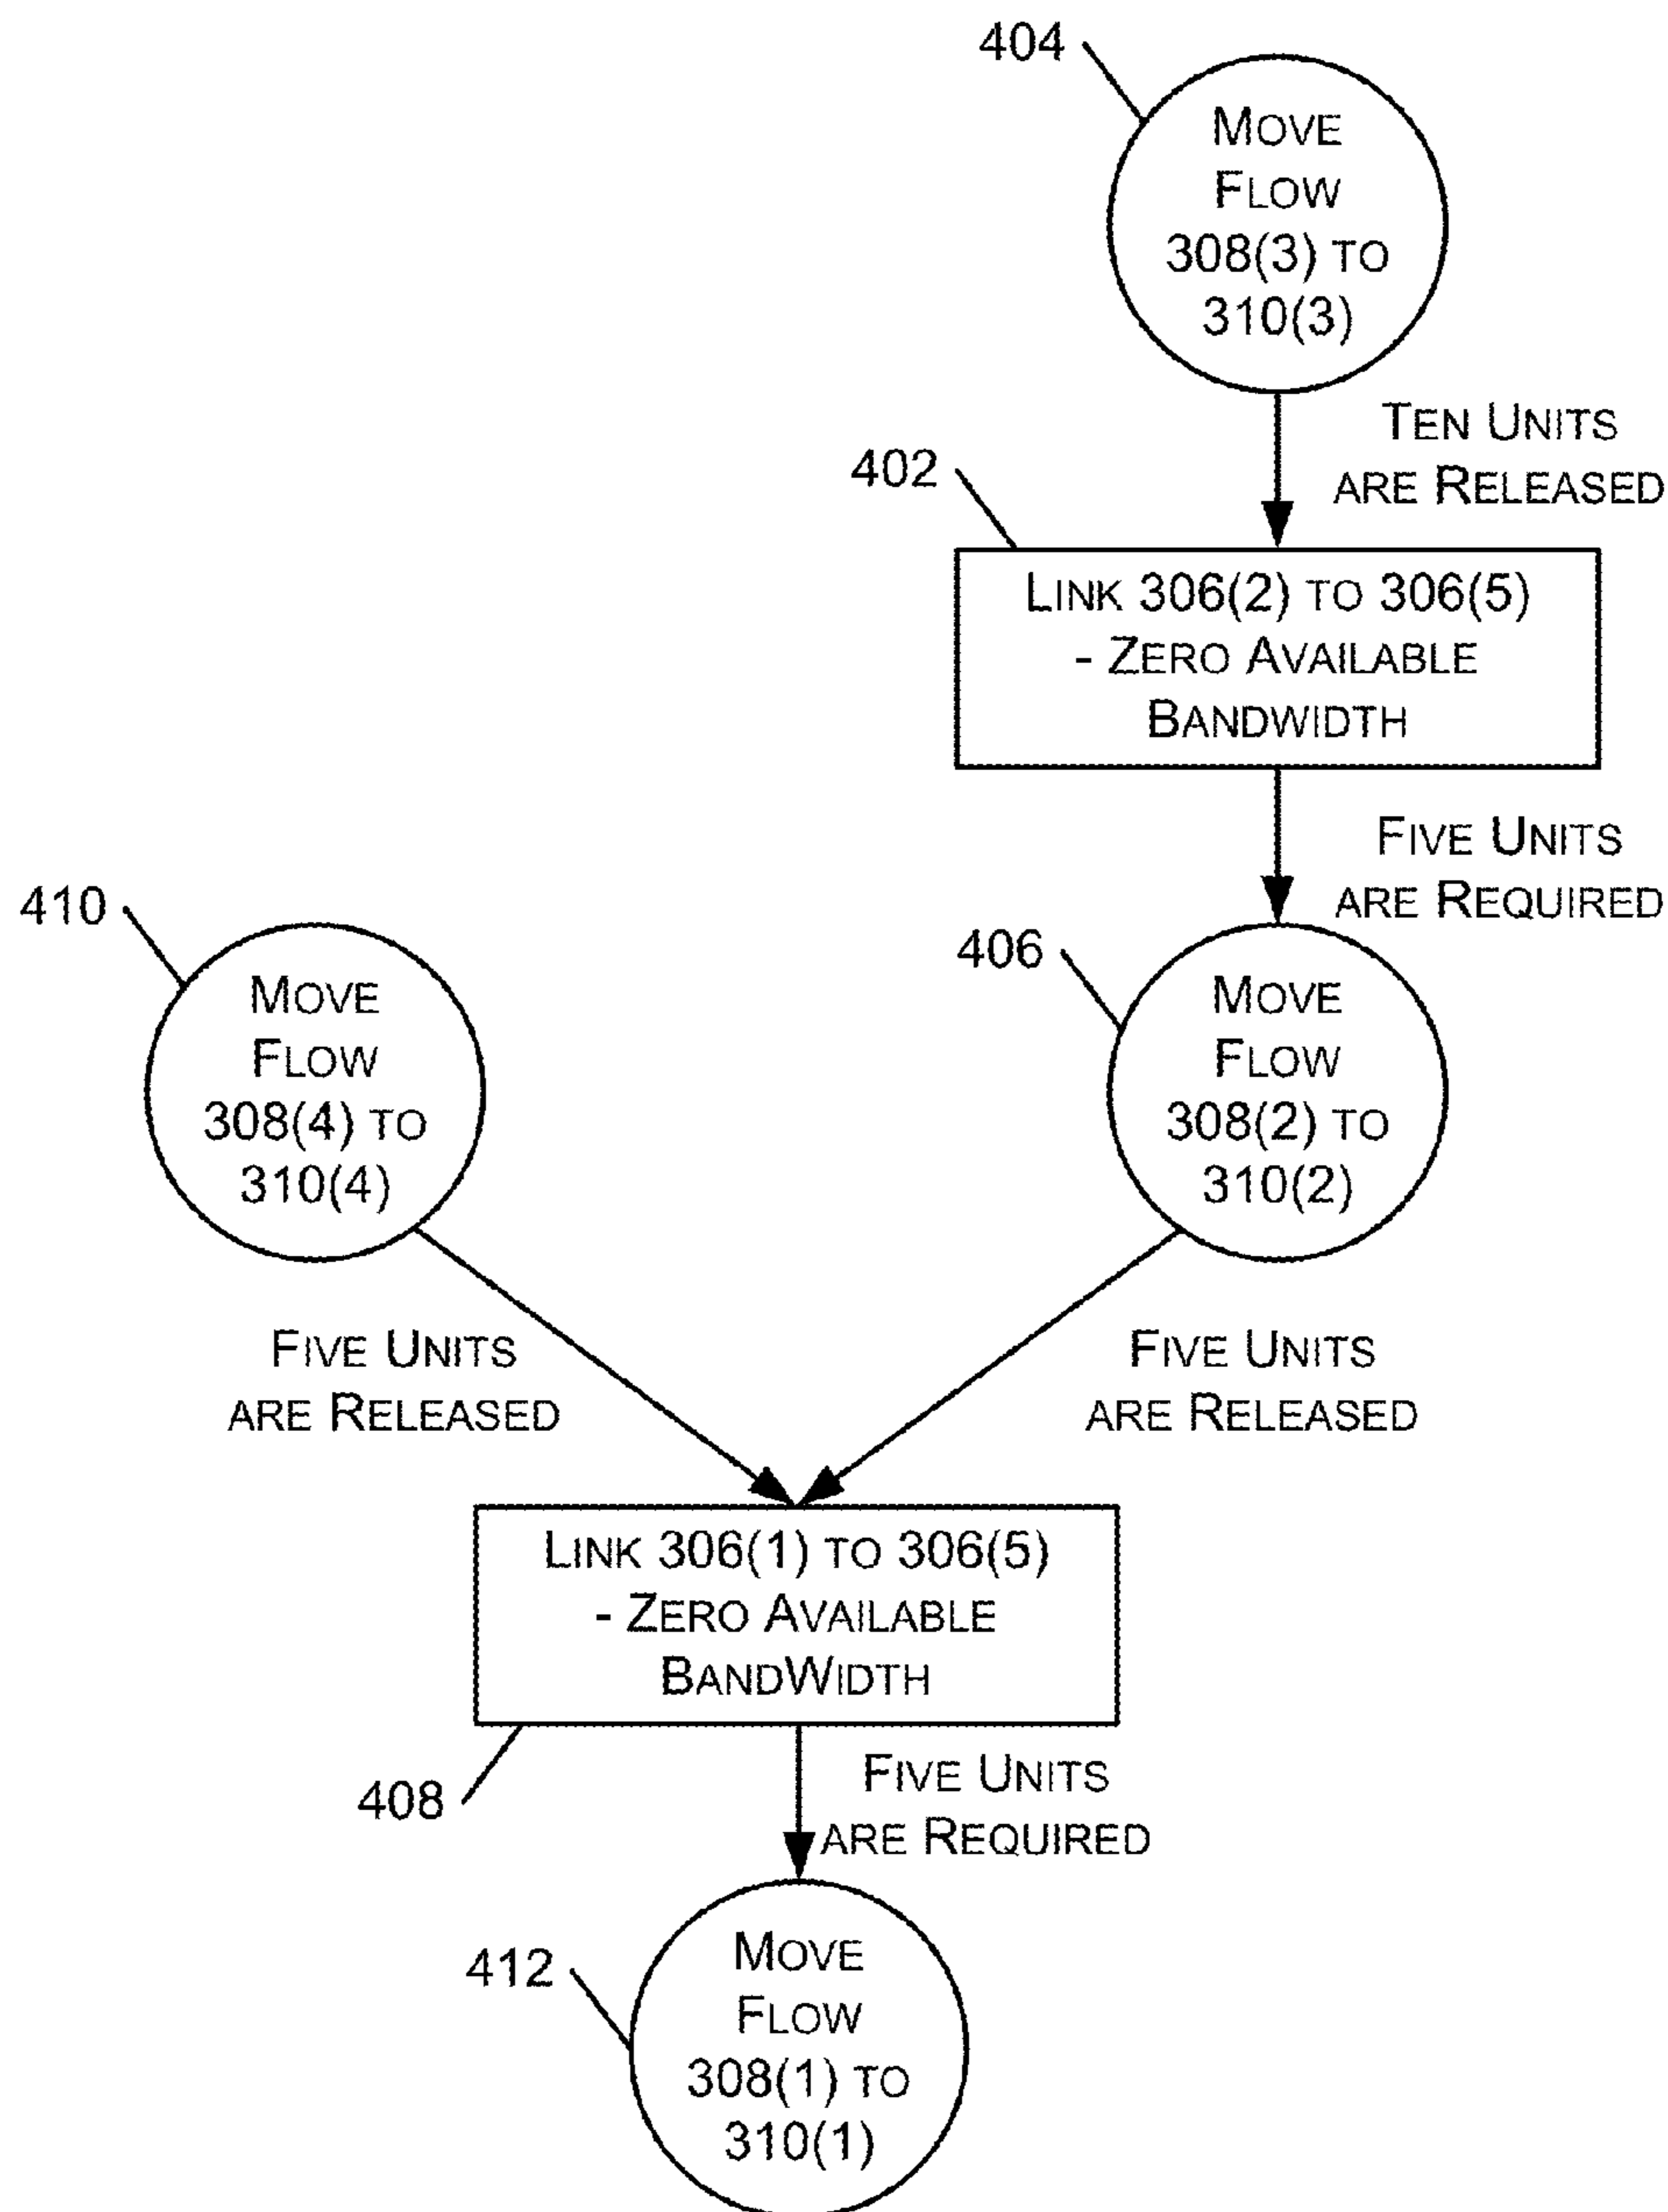 404
MOVE
FLOW
308(3) TO
310(3)
TEN UNITS
ARE RELEASED
402
LINK 306(2) TO 306(5)
- ZERO AVAILABLE
BANDWIDTH
FIVE UNITS
ARE REQUIRED
410
MOVE
FLOW
308(4) TO
310(4)
406
MOVE
FLOW
308(2) TO
310(2)
FIVE UNITS
ARE RELEASED
FIVE UNITS
ARE RELEASED
LINK 306(1) TO 306(5)
- ZERO AVAILABLE
BANDWIDTH
408
FIVE UNITS
ARE REQUIRED
412
MOVE
FLOW
308(1) TO
310(1)